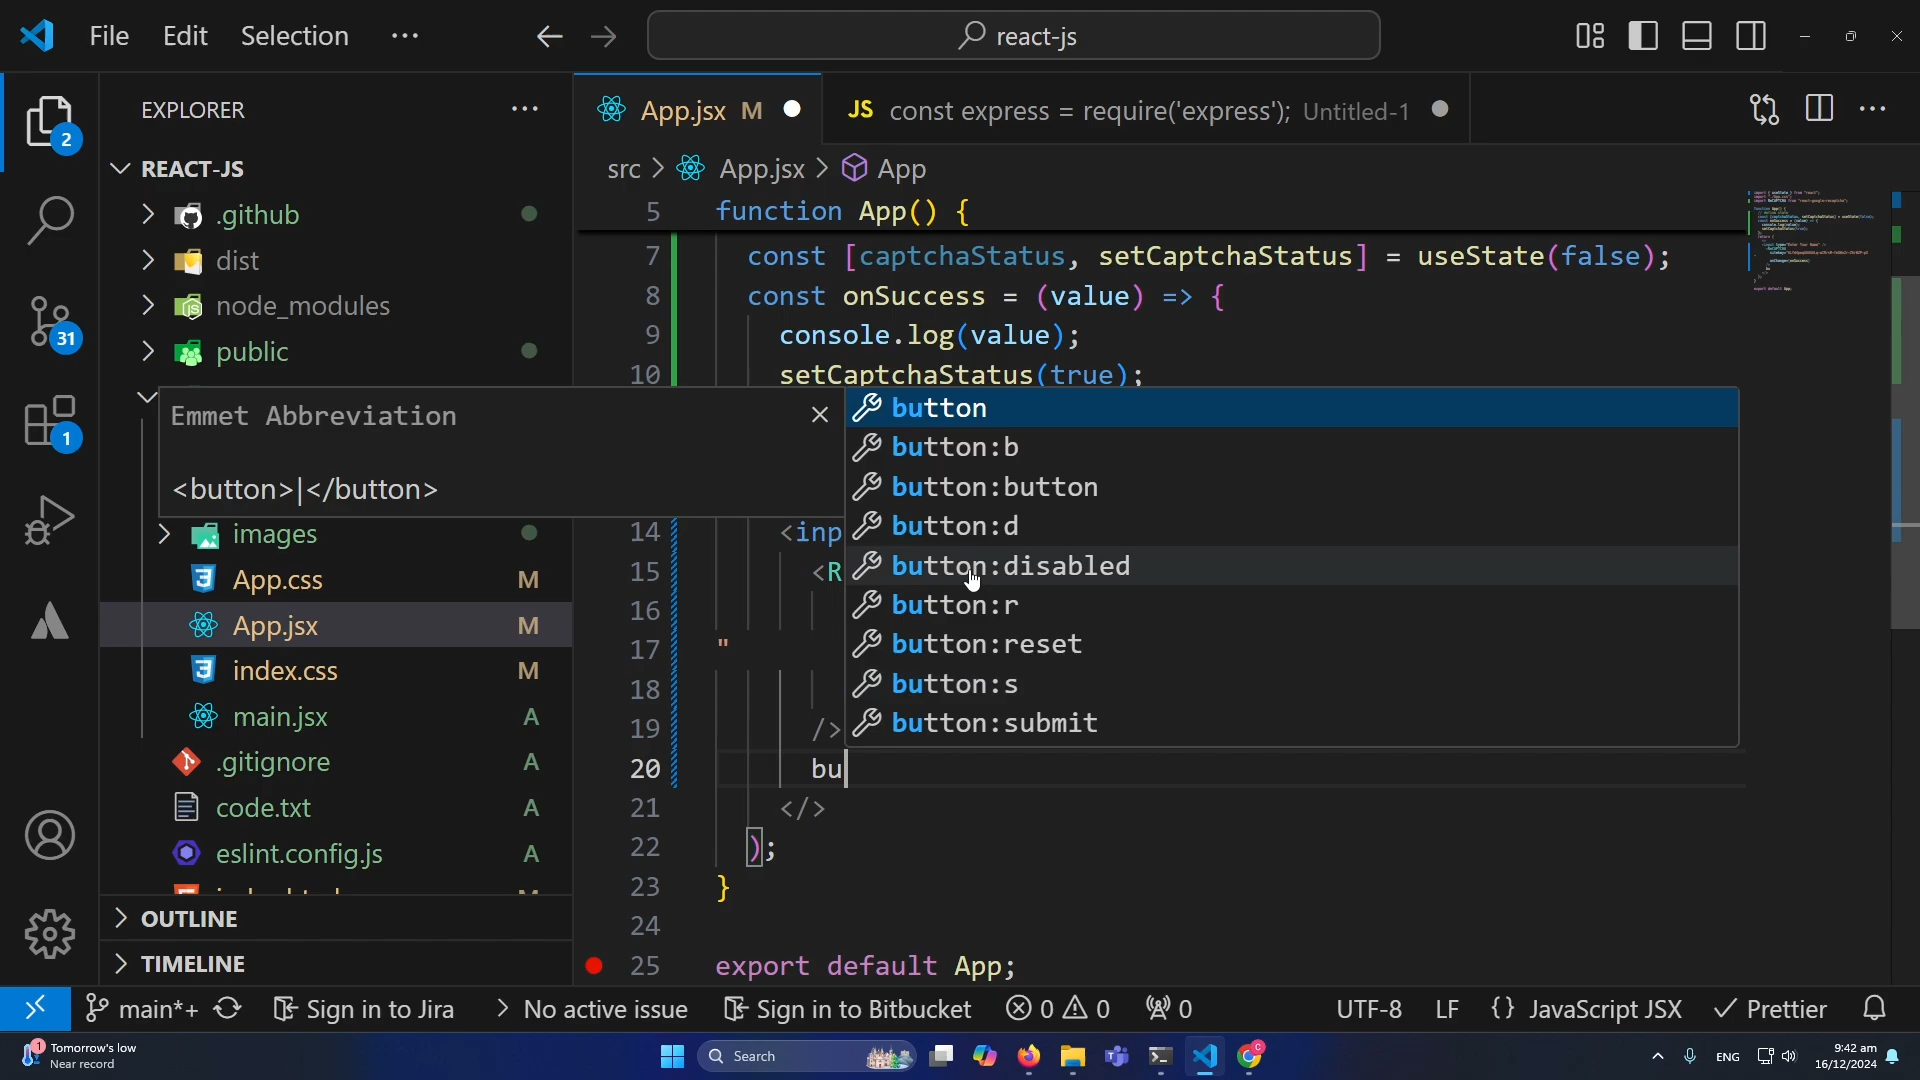 File Edit Selection ···
react-js
EXPLORER ···
App.jsx M
JS const express = require('express'); Untitled-1
REACT-JS
src > App.jsx > App
.github
5 function App() {
dist
7 const [captchaStatus, setCaptchaStatus] = useState(false);
node_modules
8 const onSuccess = (value) => {
public
9 console.log(value);
10 setCaptchaStatus(true);
2
31
1
Emmet Abbreviation
<button>|</button>
button
button:b
button:button
button:d
button:disabled
button:r
button:reset
button:s
button:submit
images
App.css M
App.jsx M
index.css M
main.jsx A
.gitignore A
code.txt A
eslint.config.js A
OUTLINE
TIMELINE
14 <inp
15 <R
16
17 "
18
19 />
20 bu
21 </>
22 );
23 }
24
25 export default App;
main*+ Sign in to Jira > No active issue Sign in to Bitbucket 0 0 0 UTF-8 LF {} JavaScript JSX Prettier
1 Tomorrow's low
Near record
Search
ENG
9:42 am
16/12/2024